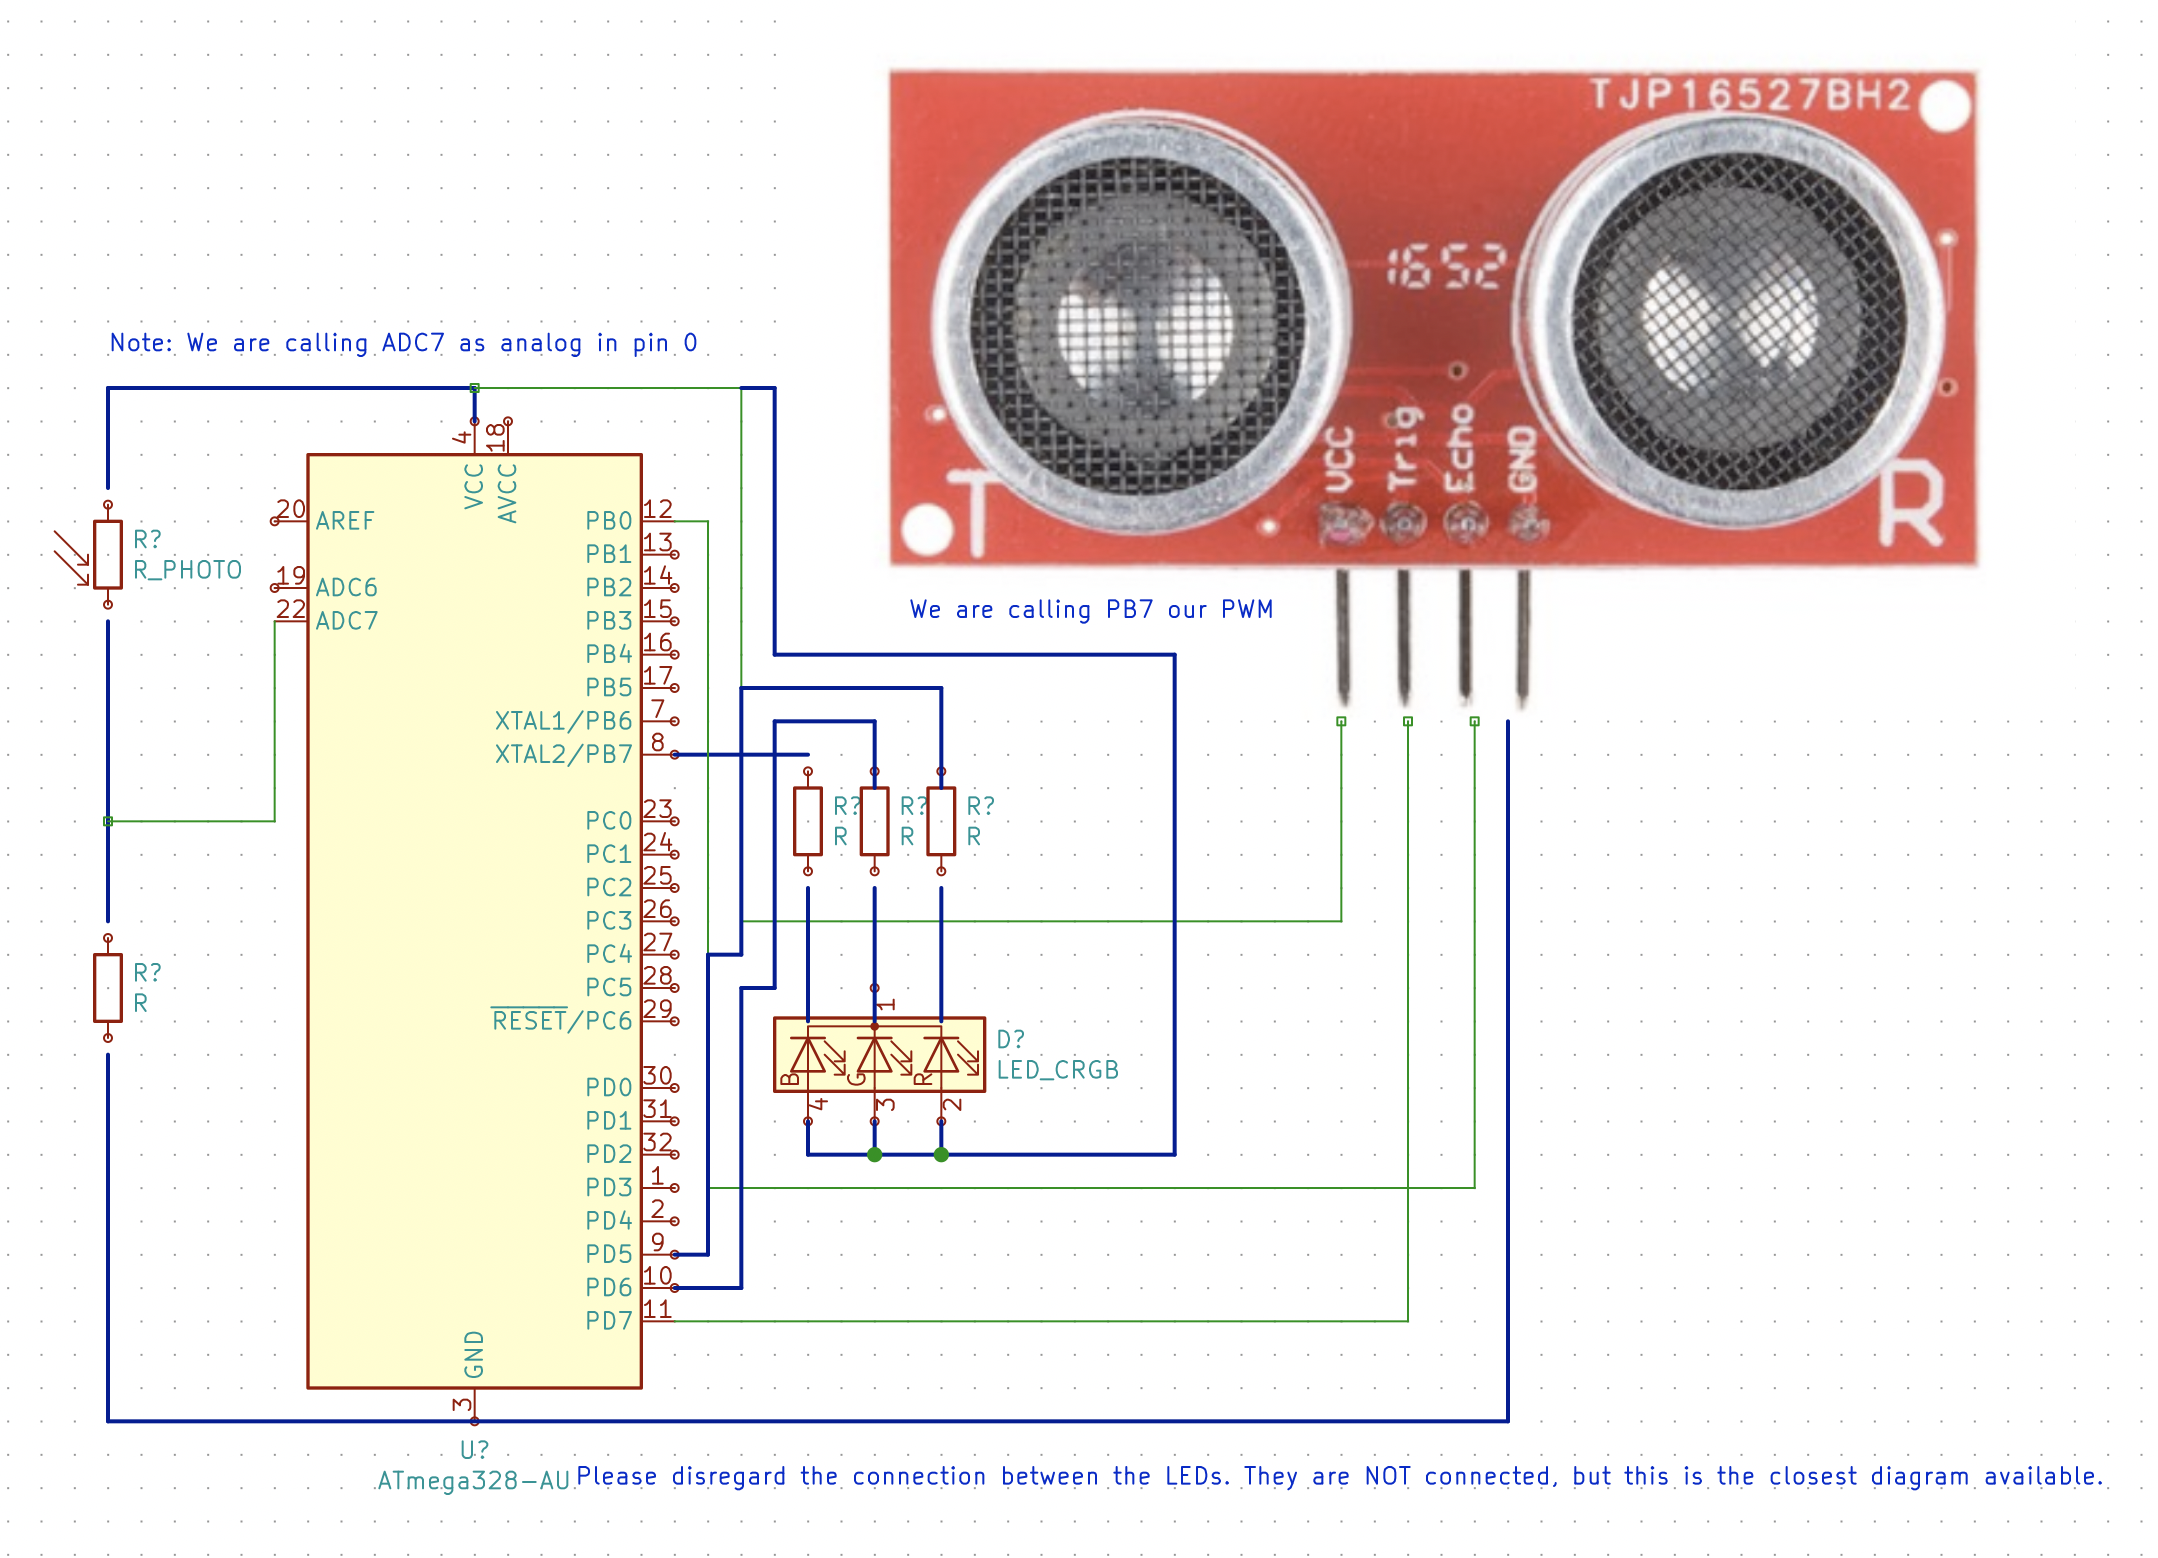 TJP16527BH2
1652
VCC
Trig
Echo
GND
T
R
Note: We are calling ADC7 as analog in pin 0
We are calling PB7 our PWM
4
18
VCC
AVCC
20
AREF
19
ADC6
22
ADC7
R?
R_PHOTO
R?
R
PB0
12
PB1
13
PB2
14
PB3
15
PB4
16
PB5
17
XTAL1/PB6
7
XTAL2/PB7
8
PC0
23
PC1
24
PC2
25
PC3
26
PC4
27
PC5
28
RESET/PC6
29
PD0
30
PD1
31
PD2
32
PD3
1
PD4
2
PD5
9
PD6
10
PD7
11
GND
3
U?
ATmega328-AU
R?
R
R?
R
R?
R
1
B
G
R
4
3
2
D?
LED_CRGB
Please disregard the connection between the LEDs. They are NOT connected, but this is the closest diagram available.